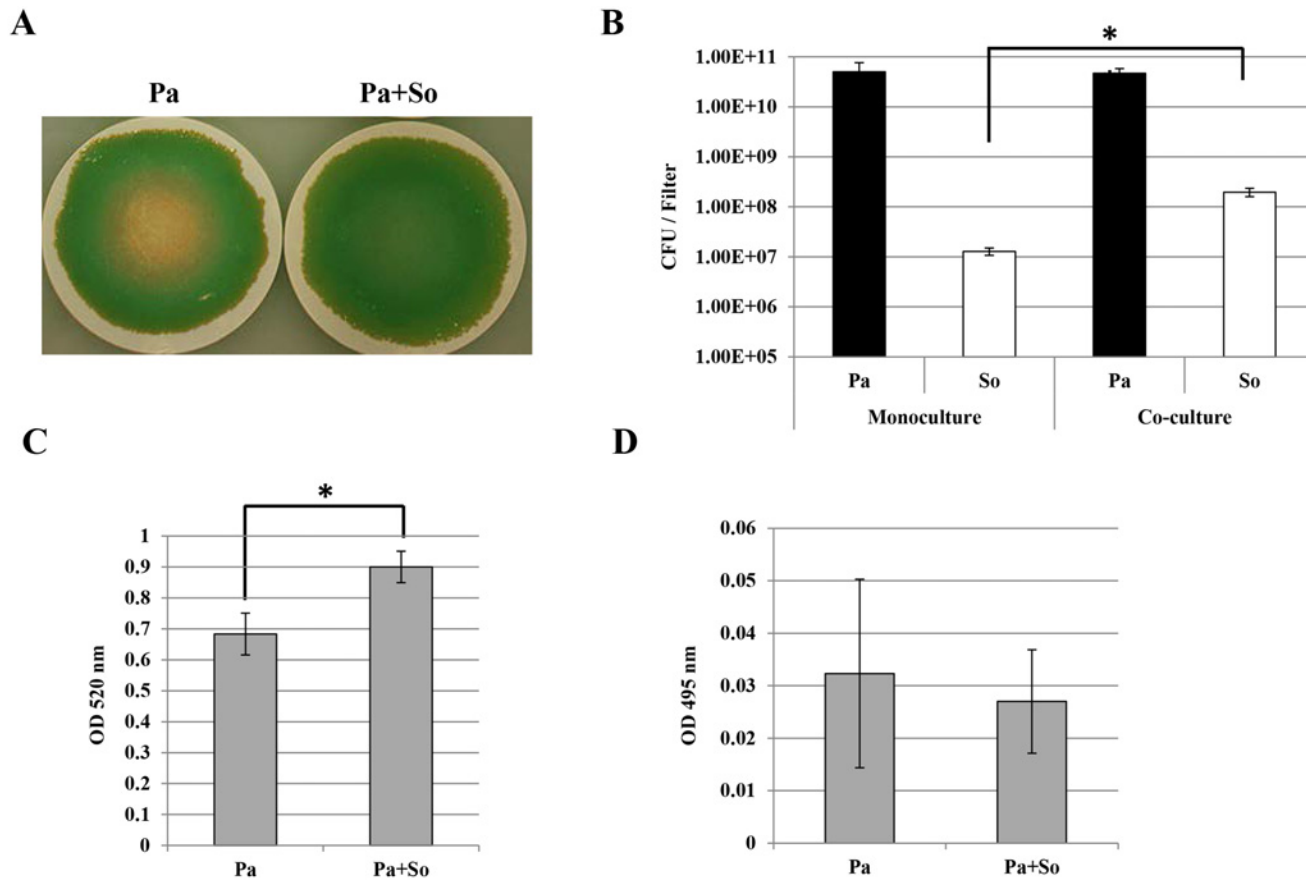 A
Pa Pa+So
B
*
CFU / Filter
1.00E+11
1.00E+10
1.00E+09
1.00E+08
1.00E+07
1.00E+06
1.00E+05
Pa So Pa So
Monoculture Co-culture
C
*
OD 520 nm
1
0.9
0.8
0.7
0.6
0.5
0.4
0.3
0.2
0.1
0
Pa Pa+So
D
OD 495 nm
0.06
0.05
0.04
0.03
0.02
0.01
0
Pa Pa+So